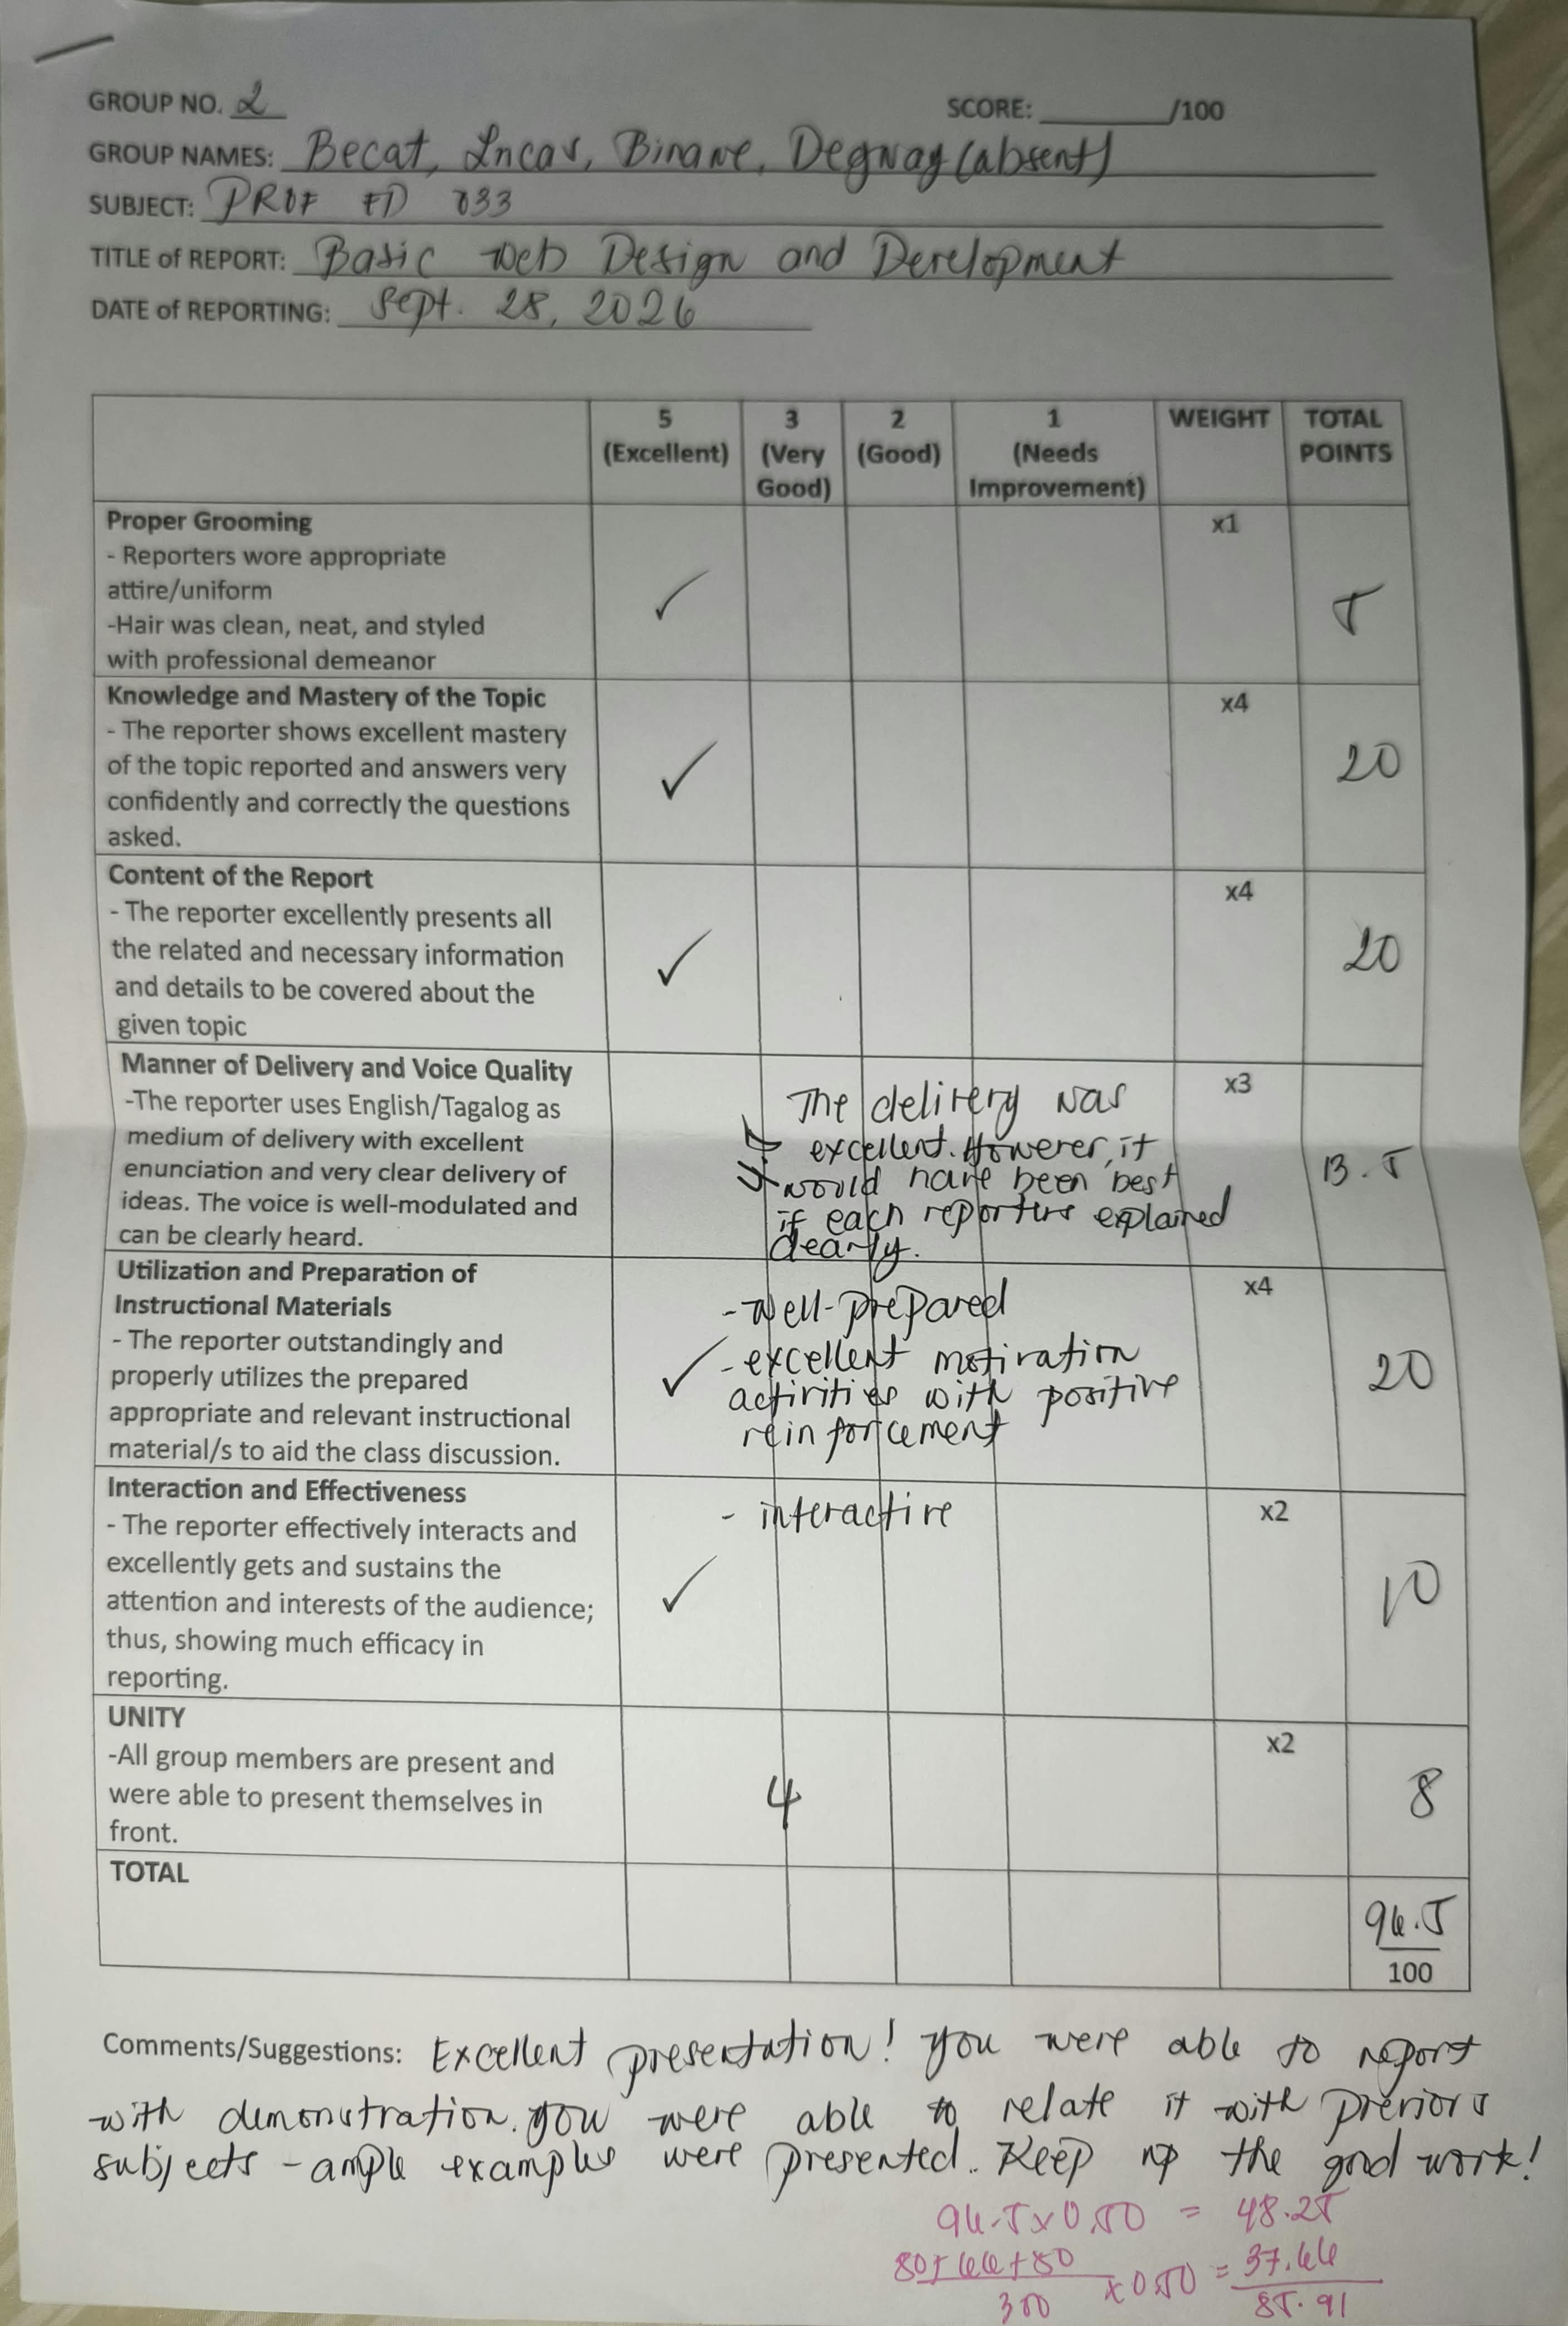 GROUP NO. 2
SCORE: ________/100
GROUP NAMES: Becat, Lncas, Binawe, Degway (absent)
SUBJECT: PROF ED 033
TITLE of REPORT: Basic Web Design and Development
DATE of REPORTING: Sept. 28, 2026
5 (Excellent)
3 (Very Good)
2 (Good)
1 (Needs Improvement)
WEIGHT
TOTAL POINTS
Proper Grooming
- Reporters wore appropriate
attire/uniform
-Hair was clean, neat, and styled
with professional demeanor
✓
x1
5
Knowledge and Mastery of the Topic
- The reporter shows excellent mastery
of the topic reported and answers very
confidently and correctly the questions
asked.
✓
x4
20
Content of the Report
- The reporter excellently presents all
the related and necessary information
and details to be covered about the
given topic
✓
x4
20
Manner of Delivery and Voice Quality
-The reporter uses English/Tagalog as
medium of delivery with excellent
enunciation and very clear delivery of
ideas. The voice is well-modulated and
can be clearly heard.
4.5
The delivery was
excellent. However, it
would have been best
if each reporters explained
clearly.
x3
13.5
Utilization and Preparation of
Instructional Materials
- The reporter outstandingly and
properly utilizes the prepared
appropriate and relevant instructional
material/s to aid the class discussion.
✓
- well-prepared
- excellent motivation
activities with positive
reinforcement
x4
20
Interaction and Effectiveness
- The reporter effectively interacts and
excellently gets and sustains the
attention and interests of the audience;
thus, showing much efficacy in
reporting.
✓
- interactive
x2
10
UNITY
-All group members are present and
were able to present themselves in
front.
4
x2
8
TOTAL
96.5
100
Comments/Suggestions: Excellent presentation! You were able to report
with demonstration. You were able to relate it with previous
subjects - ample examples were presented. Keep up the good work!
96.5 x 0.50 = 48.25
80+66+80
300
x 0.50 = 37.66
85.91